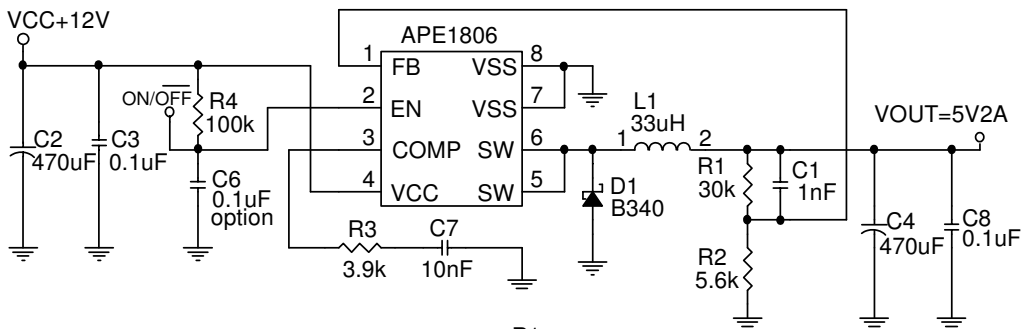 VCC+12V
APE1806
1
FB
VSS
8
ON/OFF
R4
100k
2
EN
VSS
7
L1
33uH
VOUT=5V2A
C2
470uF
C3
0.1uF
3
COMP
SW
6
1
2
R1
30k
C1
1nF
C6
0.1uF
option
4
VCC
SW
5
D1
B340
C4
470uF
C8
0.1uF
R3
3.9k
C7
10nF
R2
5.6k